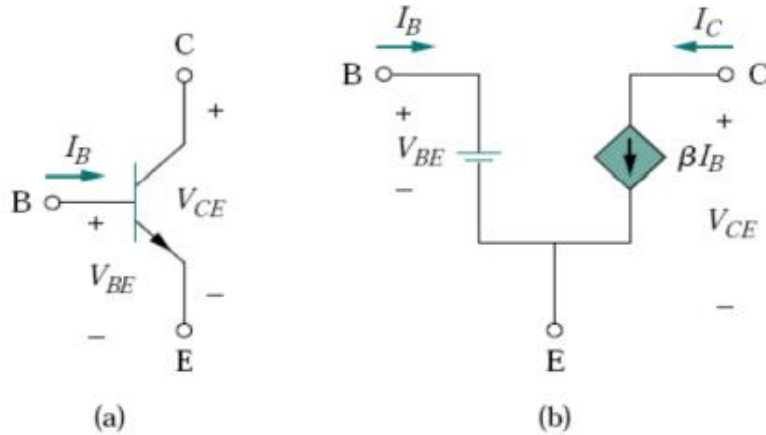 C
+
I_B
B
+
V_CE
V_BE
−
−
E
(a)
I_B
I_C
B
C
+
+
V_BE
βI_B
−
V_CE
−
E
(b)